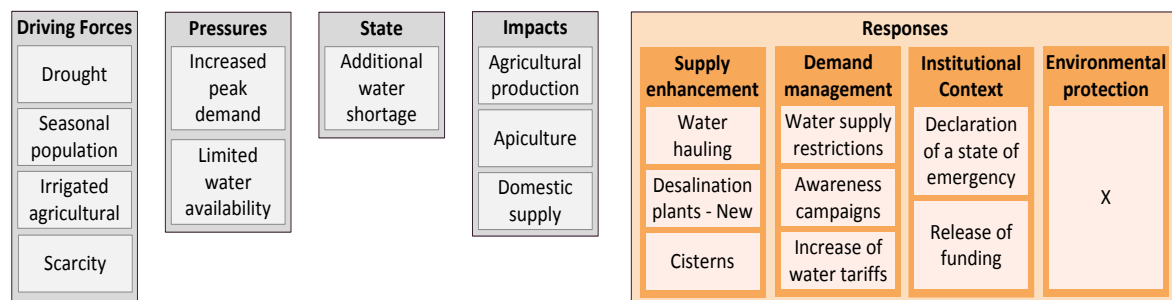 Driving Forces
Drought
Seasonal
population
Irrigated
agricultural
Scarcity
Pressures
Increased
peak
demand
Limited
water
availability
State
Additional
water
shortage
Impacts
Agricultural
production
Apiculture
Domestic
supply
Responses
Supply
enhancement
Water
hauling
Desalination
plants - New
Cisterns
Demand
management
Water supply
restrictions
Awareness
campaigns
Increase of
water tariffs
Institutional
Context
Declaration
of a state of
emergency
Release of
funding
Environmental
protection
X